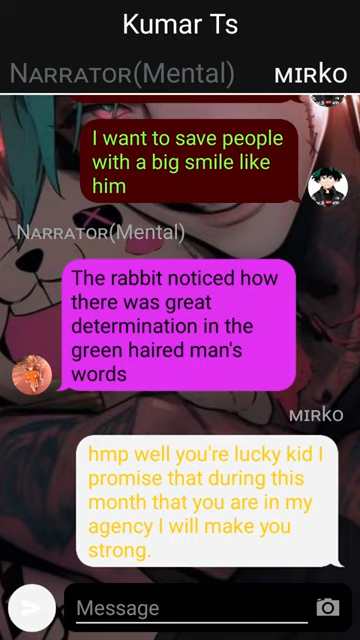 Kumar Ts
Narrator(Mental)
mirko
I want to save people
with a big smile like
him
Narrator(Mental)
The rabbit noticed how
there was great
determination in the
green haired man's
words
mirko
hmp well you're lucky kid I
promise that during this
month that you are in my
agency I will make you
strong.
Message